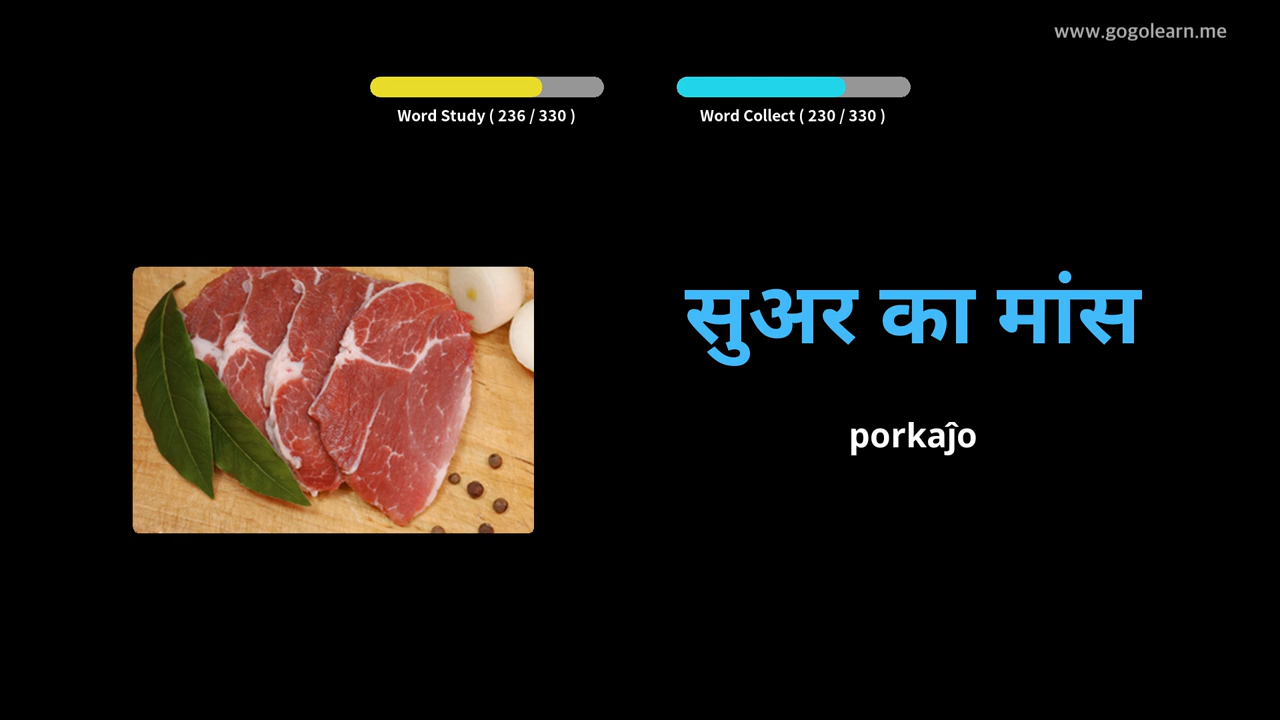 www.gogolearn.me
Word Study ( 236 / 330 )
Word Collect ( 230 / 330 )
सुअर का मांस
porkaĵo